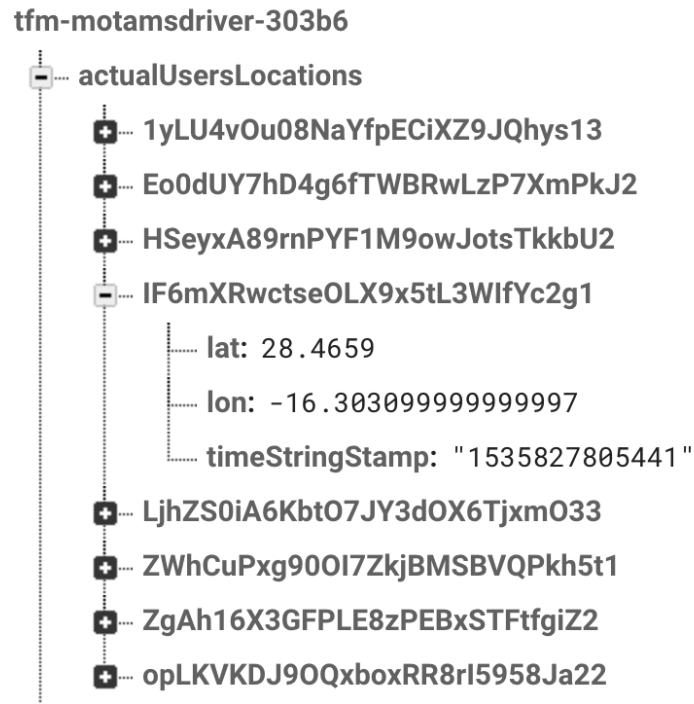 tfm-motamsdriver-303b6
actualUsersLocations
1yLU4vOu08NaYfpECiXZ9JQhys13
Eo0dUY7hD4g6fTWBRwLzP7XmPkJ2
HSeyxA89rnPYF1M9owJotsTkkbU2
IF6mXRwctseOLX9x5tL3WIfYc2g1
lat: 28.4659
lon: -16.303099999999997
timeStringStamp: "1535827805441"
LjhZS0iA6KbtO7JY3dOX6TjxmO33
ZWhCuPxg90OI7ZkjBMSBVQPkh5t1
ZgAh16X3GFPLE8zPEBxSTFtfgiZ2
opLKVKDJ9OQxboxRR8rI5958Ja22